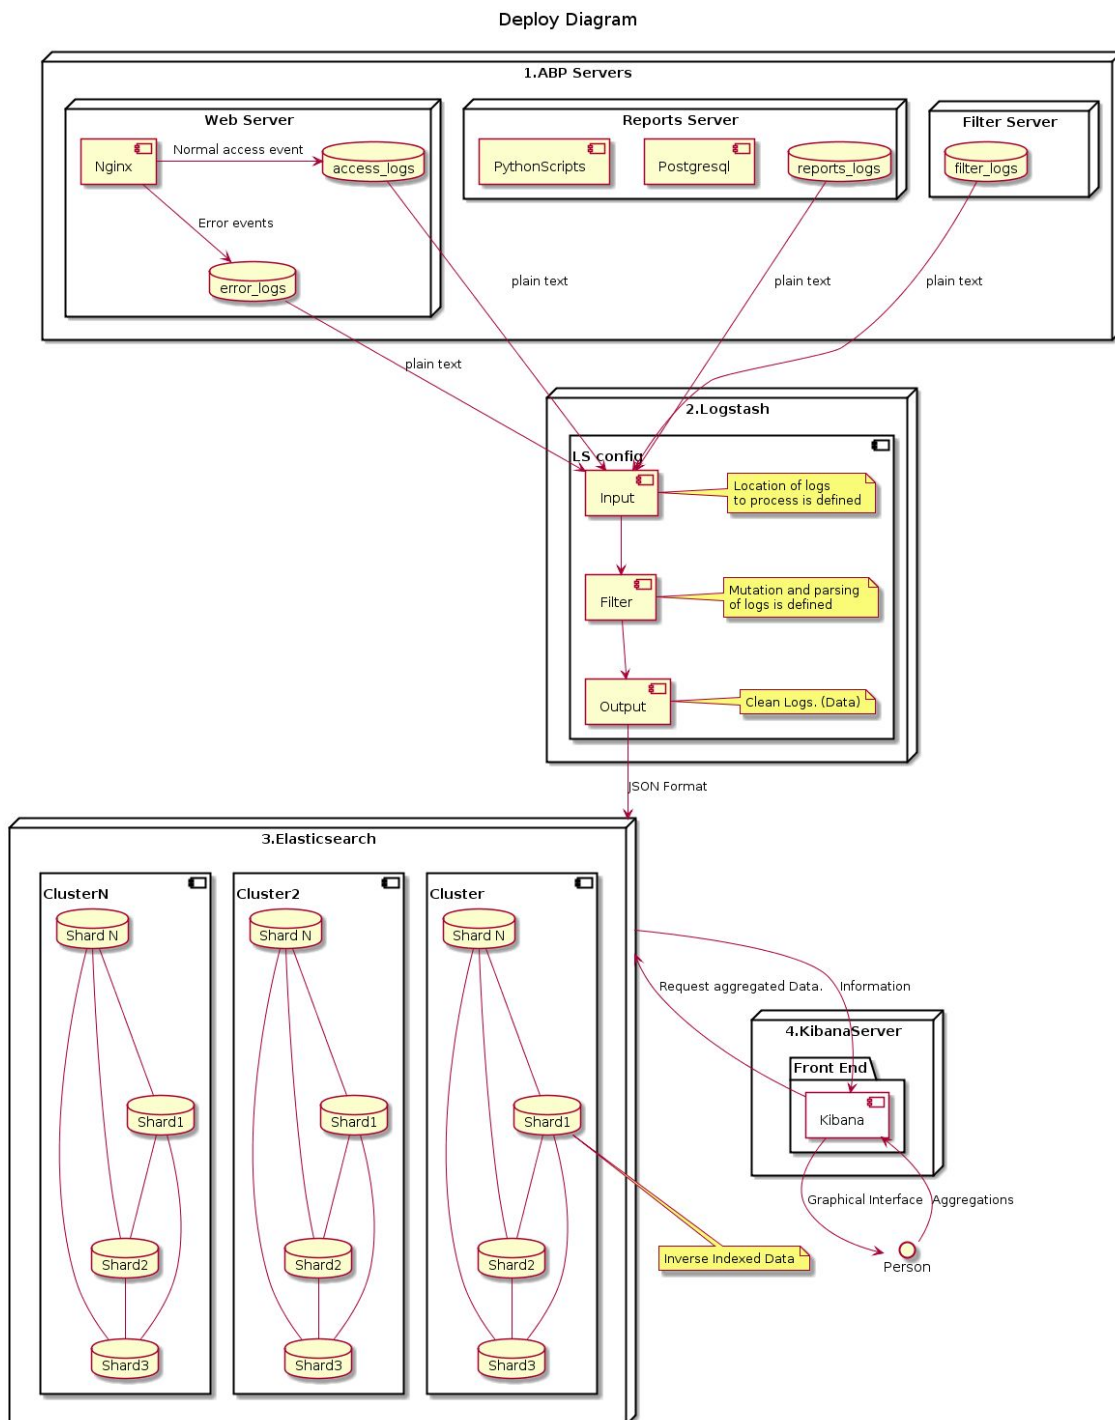 Deploy Diagram
1.ABP Servers
Web Server
Reports Server
Filter Server
Nginx
Normal access event
access_logs
PythonScripts
Postgresql
reports_logs
filter_logs
Error events
error_logs
plain text
plain text
plain text
plain text
2.Logstash
LS config
Input
Location of logs
to process is defined
Filter
Mutation and parsing
of logs is defined
Output
Clean Logs. (Data)
JSON Format
3.Elasticsearch
ClusterN
Cluster2
Cluster
Shard N
Shard N
Shard N
Request aggregated Data.
Information
4.KibanaServer
Front End
Kibana
Shard1
Shard1
Shard1
Graphical Interface
Aggregations
Shard2
Shard2
Shard2
Inverse Indexed Data
Person
Shard3
Shard3
Shard3